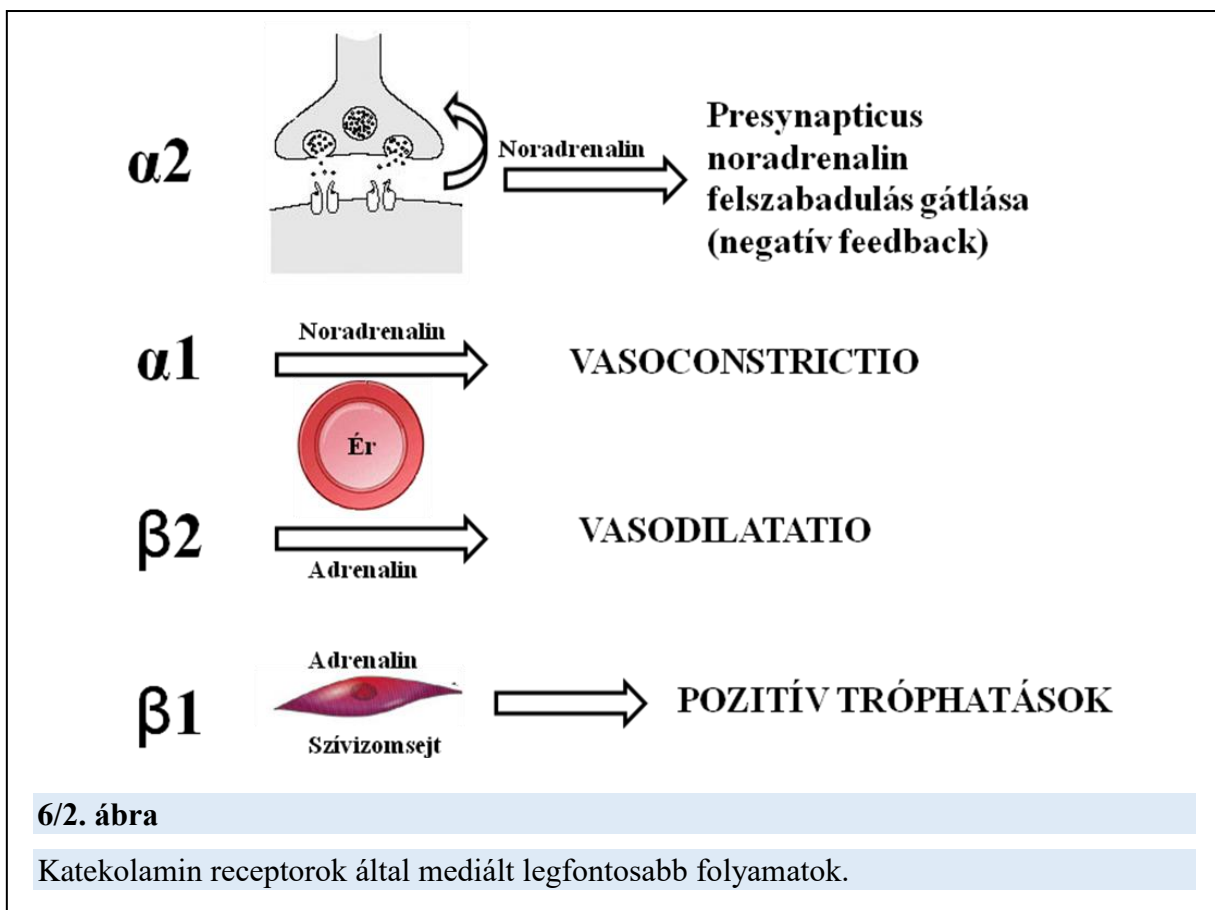 α2
Noradrenalin
Presynapticus
noradrenalin
felszabadulás gátlása
(negatív feedback)
α1
Noradrenalin
VASOCONSTRICTIO
Ér
β2
Adrenalin
VASODILATATIO
β1
Adrenalin
Szívizomsejt
POZITÍV TRÓPHATÁSOK
6/2. ábra
Katekolamin receptorok által mediált legfontosabb folyamatok.